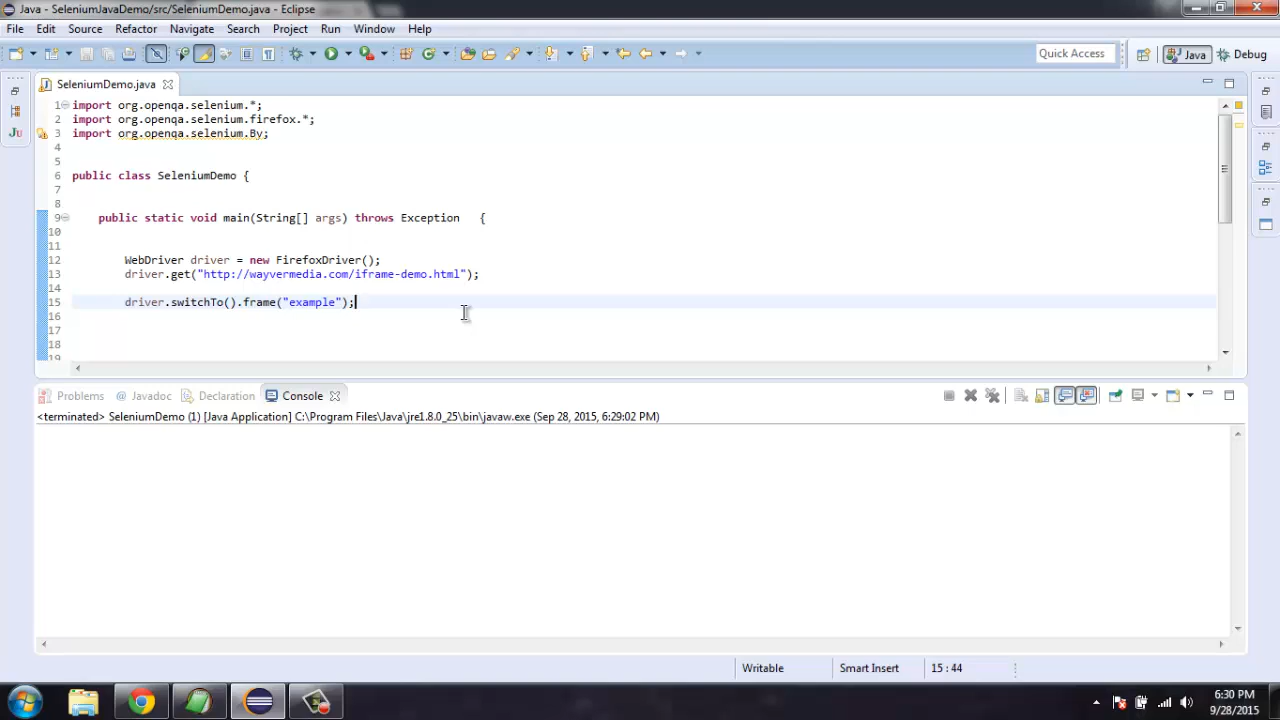 Java - SeleniumJavaDemo/src/SeleniumDemo.java - Eclipse
File Edit Source Refactor Navigate Search Project Run Window Help
Quick Access Java Debug
SeleniumDemo.java
1 import org.openqa.selenium.*;
2 import org.openqa.selenium.firefox.*;
3 import org.openqa.selenium.By;
4
5
6 public class SeleniumDemo {
7
8
9 public static void main(String[] args) throws Exception {
10
11
12 WebDriver driver = new FirefoxDriver();
13 driver.get("http://wayvermedia.com/iframe-demo.html");
14
15 driver.switchTo().frame("example");
16
17
18
19
Problems @ Javadoc Declaration Console
<terminated> SeleniumDemo (1) [Java Application] C:\Program Files\Java\jre1.8.0_25\bin\javaw.exe (Sep 28, 2015, 6:29:02 PM)
Writable Smart Insert 15 : 44
6:30 PM
9/28/2015